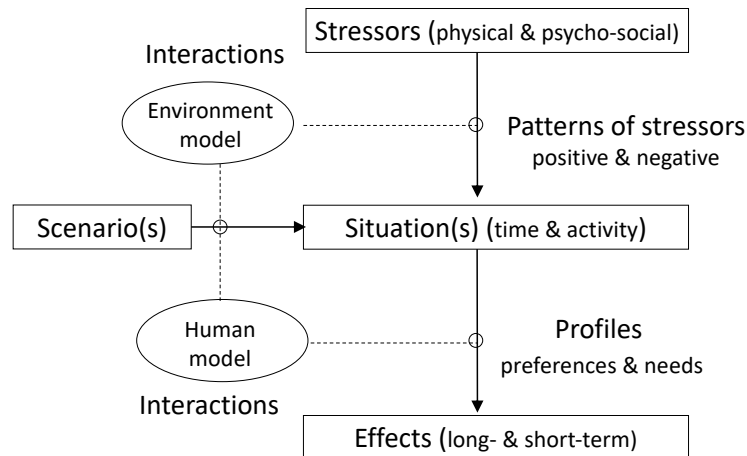 Stressors (physical & psycho-social)
Interactions
Environment
model
Patterns of stressors
positive & negative
Scenario(s)
Situation(s) (time & activity)
Human
model
Profiles
preferences & needs
Interactions
Effects (long- & short-term)